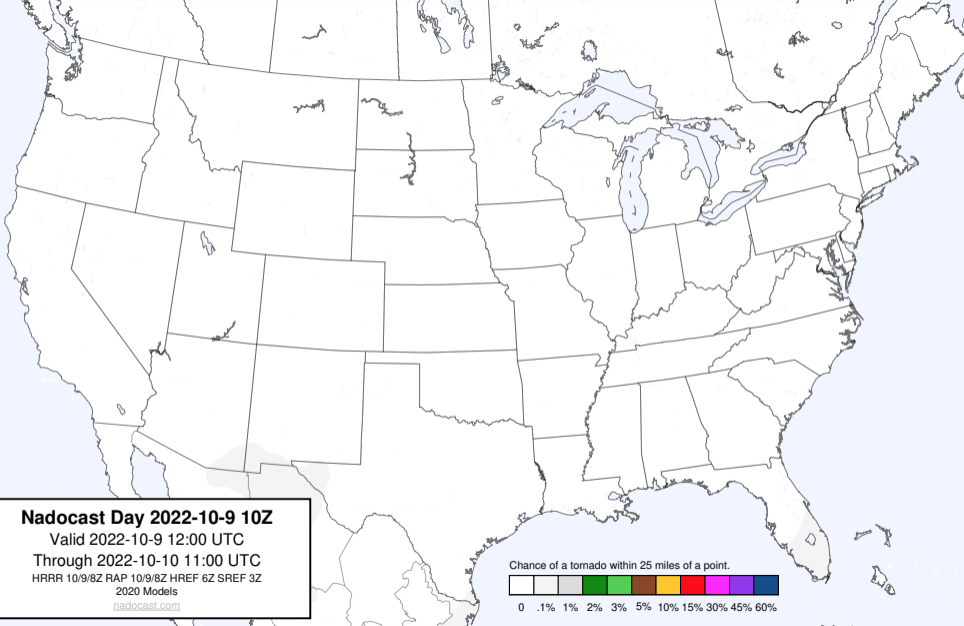 Nadocast Day 2022-10-9 10Z
Valid 2022-10-9 12:00 UTC
Through 2022-10-10 11:00 UTC
HRRR 10/9/8Z RAP 10/9/8Z HREF 6Z SREF 3Z
2020 Models
nadocast.com
Chance of a tornado within 25 miles of a point.
0 .1% 1% 2% 3% 5% 10% 15% 30% 45% 60%